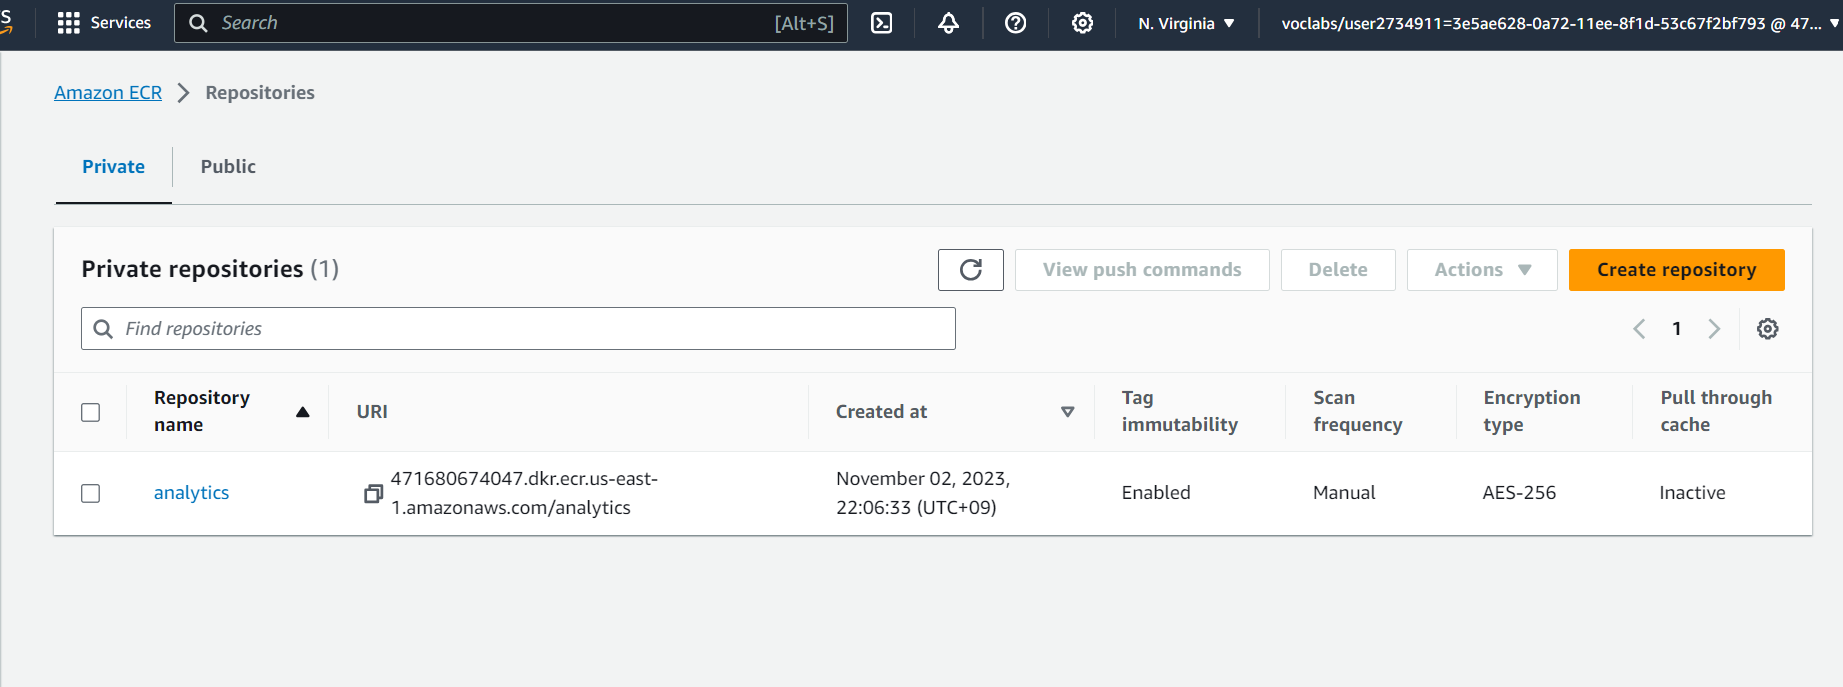 Services
Search
[Alt+S]
N. Virginia
voclabs/user2734911=3e5ae628-0a72-11ee-8f1d-53c67f2bf793 @ 47...
Amazon ECR
Repositories
Private
Public
Private repositories (1)
View push commands
Delete
Actions
Create repository
Find repositories
1
Repository
name
URI
Created at
Tag
immutability
Scan
frequency
Encryption
type
Pull through
cache
analytics
471680674047.dkr.ecr.us-east-
1.amazonaws.com/analytics
November 02, 2023,
22:06:33 (UTC+09)
Enabled
Manual
AES-256
Inactive